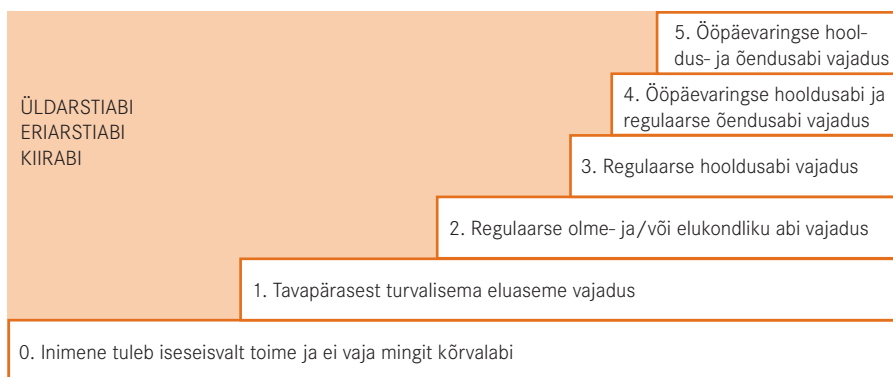 5. Ööpäevaringse hool-
dus- ja õendusabi vajadus
4. Ööpäevaringse hooldusabi ja
regulaarse õendusabi vajadus
ÜLDARSTIABI
ERIARSTIABI
KIIRABI
3. Regulaarse hooldusabi vajadus
2. Regulaarse olme- ja/või elukondliku abi vajadus
1. Tavapärasest turvalisema eluaseme vajadus
0. Inimene tuleb iseseisvalt toime ja ei vaja mingit kõrvalabi